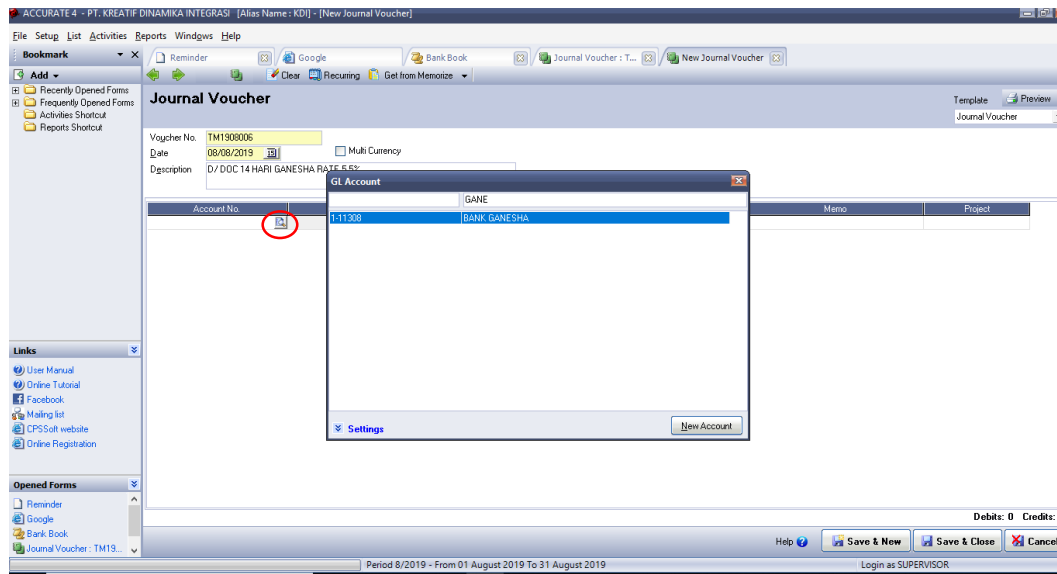 ACCURATE 4 - PT. KREATIF DINAMIKA INTEGRASI [Alias Name : KDI] - [New Journal Voucher]
File Setup List Activities Reports Windows Help
Bookmark
Reminder
Google
Bank Book
Journal Voucher : T...
New Journal Voucher
Add
Clear
Recurring
Get from Memorize
Recently Opened Forms
Frequently Opened Forms
Activities Shortcut
Reports Shortcut
Journal Voucher
Template
Preview
Journal Voucher
Voucher No. TM1908006
Date 08/08/2019
Multi Currency
Description D/ DOC 14 HARI GANESHA RATE 5.5%
GL Account
GANE
Account No.
Memo
Project
1-11308 BANK GANESHA
Settings
New Account
Links
User Manual
Online Tutorial
Facebook
Mailing list
CPSSoft website
Online Registration
Opened Forms
Reminder
Google
Bank Book
Journal Voucher : TM19...
Debits: 0 Credits:
Help
Save & New
Save & Close
Cancel
Period 8/2019 - From 01 August 2019 To 31 August 2019
Login as SUPERVISOR